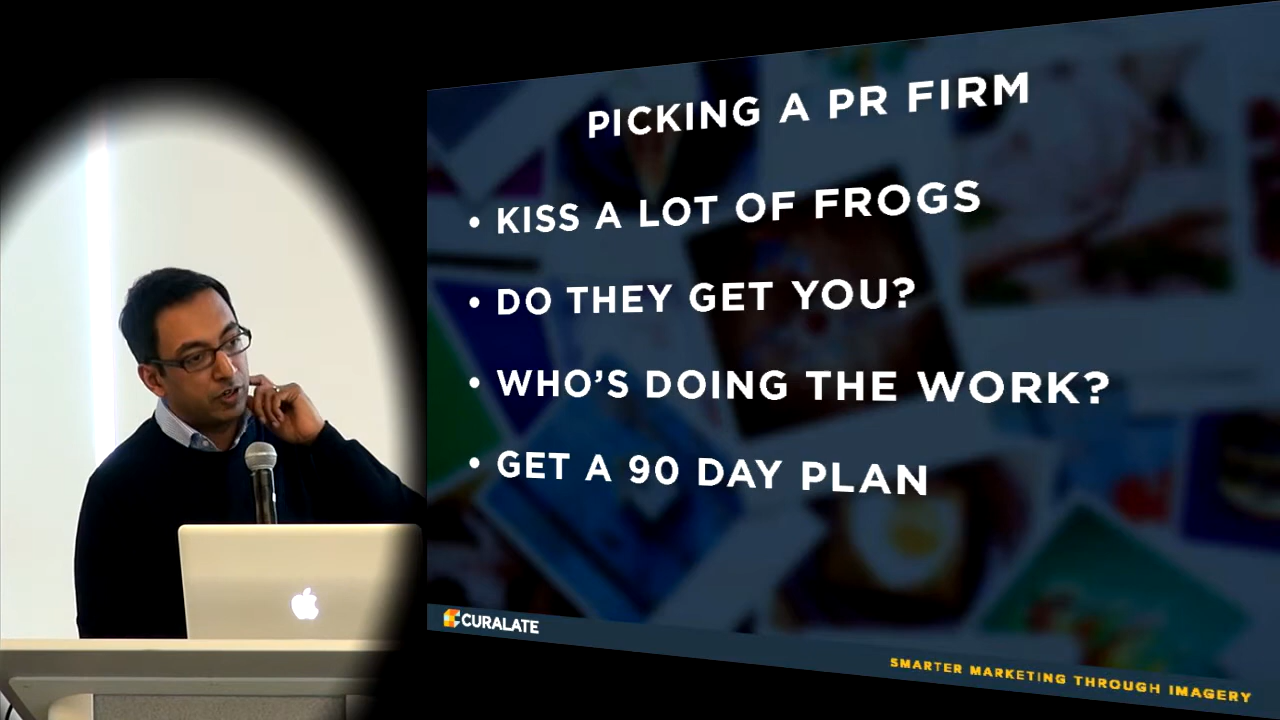 PICKING A PR FIRM
• KISS A LOT OF FROGS
• DO THEY GET YOU?
• WHO'S DOING THE WORK?
• GET A 90 DAY PLAN
CURALATE
SMARTER MARKETING THROUGH IMAGERY